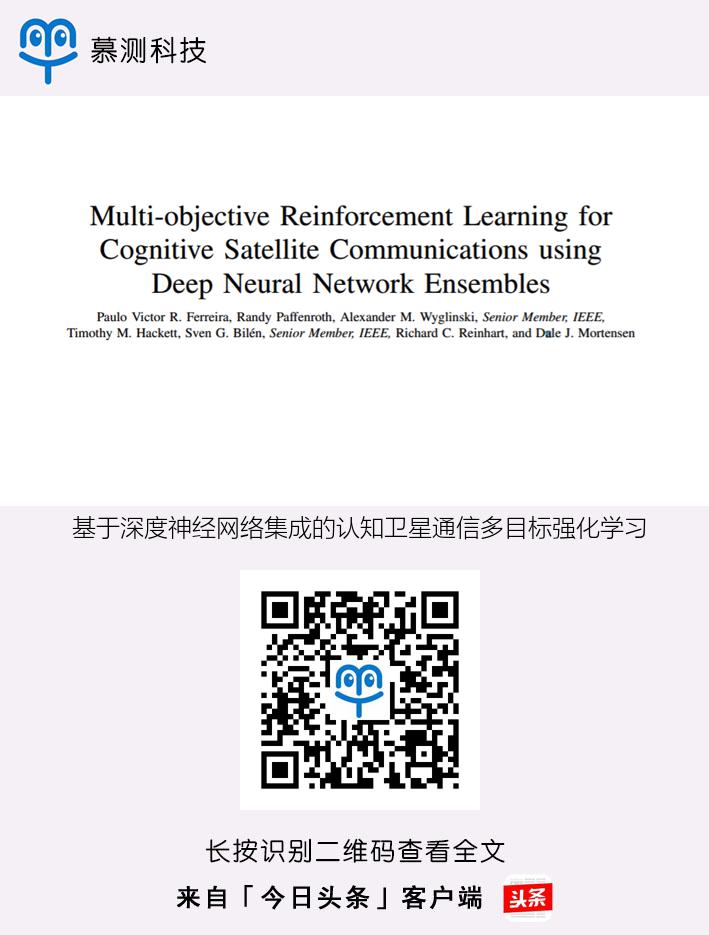 慕测科技
Multi-objective Reinforcement Learning for
Cognitive Satellite Communications using
Deep Neural Network Ensembles
Paulo Victor R. Ferreira, Randy Paffenroth, Alexander M. Wyglinski, Senior Member, IEEE,
Timothy M. Hackett, Sven G. Bilén, Senior Member, IEEE, Richard C. Reinhart, and Dale J. Mortensen
基于深度神经网络集成的认知卫星通信多目标强化学习
长按识别二维码查看全文
来自「今日头条」客户端
头条